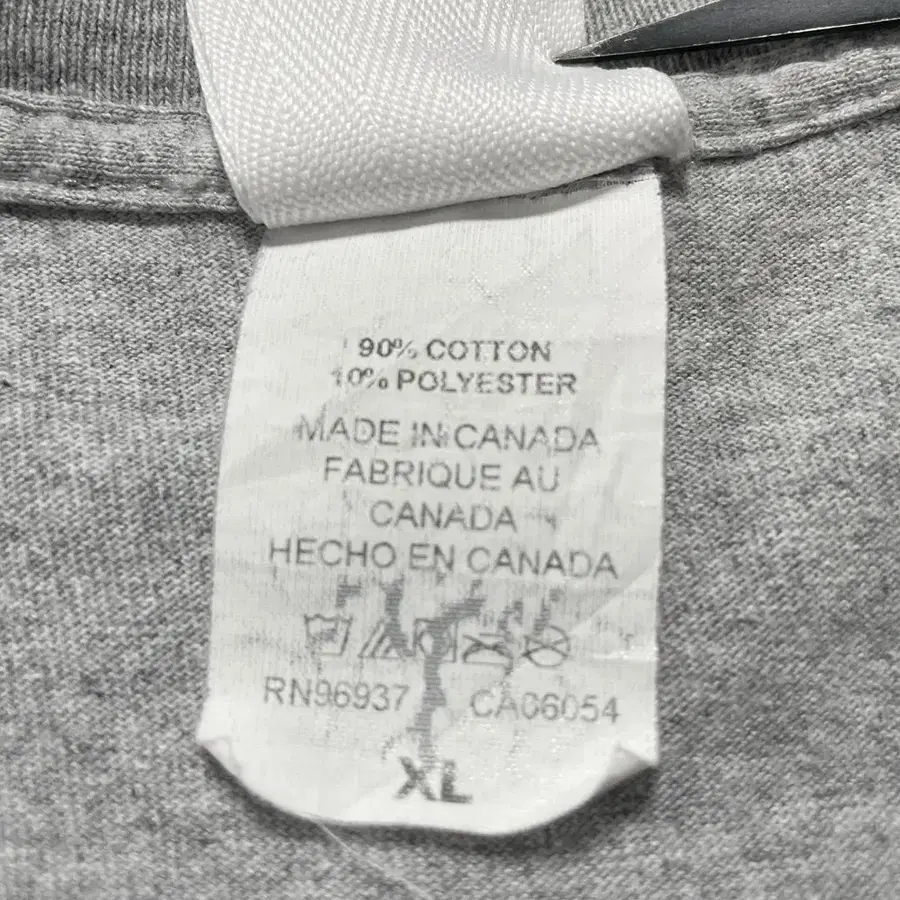 90% COTTON
10% POLYESTER
MADE IN CANADA
FABRIQUE AU
CANADA
HECHO EN CANADA
RN96937 CA06054
XL